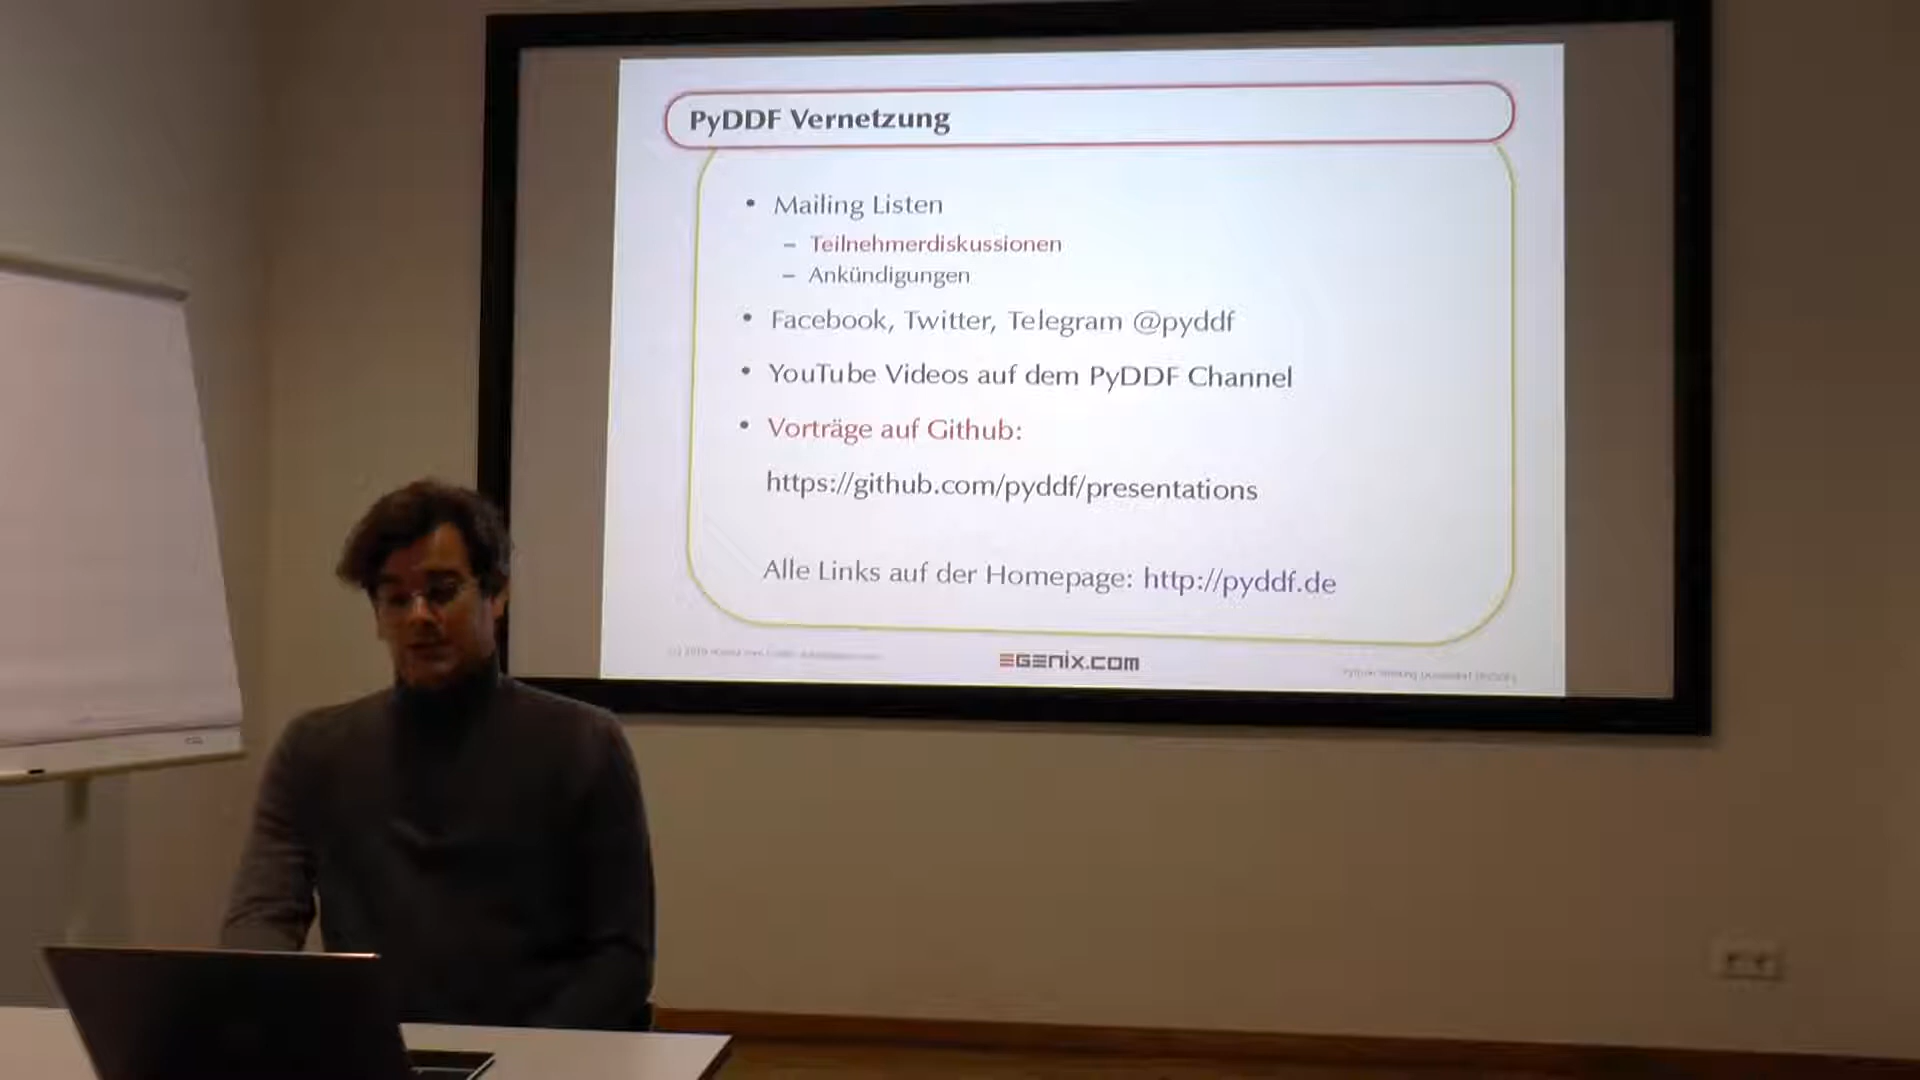 PyDDF Vernetzung
• Mailing Listen
– Teilnehmerdiskussionen
– Ankündigungen
• Facebook, Twitter, Telegram @pyddf
• YouTube Videos auf dem PyDDF Channel
• Vorträge auf Github:
https://github.com/pyddf/presentations
Alle Links auf der Homepage: http://pyddf.de
EGENIX.COM